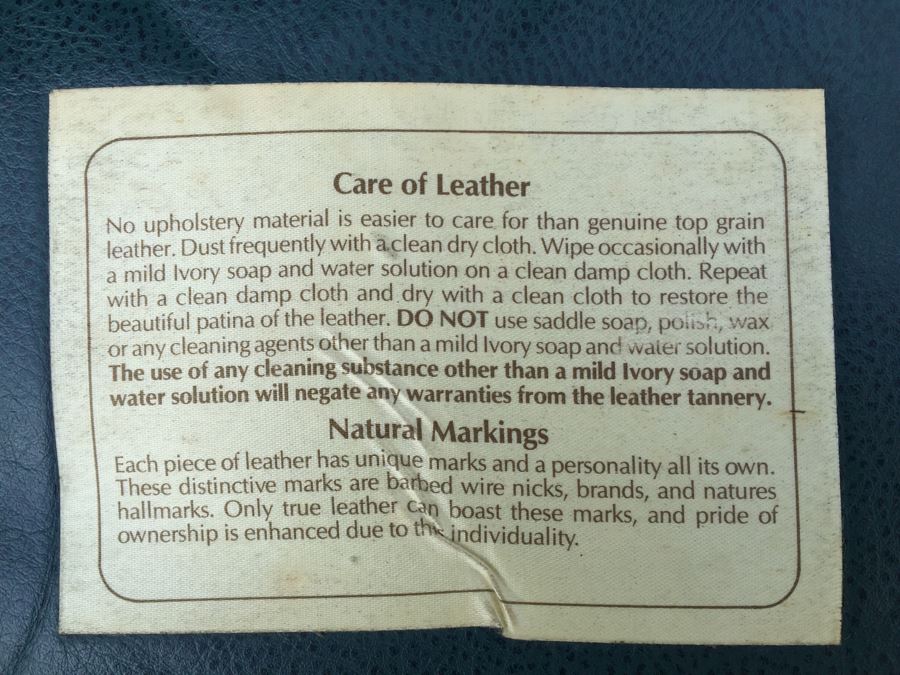 Care of Leather
No upholstery material is easier to care for than genuine top grain
leather. Dust frequently with a clean dry cloth. Wipe occasionally with
a mild Ivory soap and water solution on a clean damp cloth. Repeat
with a clean damp cloth and dry with a clean cloth to restore the
beautiful patina of the leather. DO NOT use saddle soap, polish, wax
or any cleaning agents other than a mild Ivory soap and water solution.
The use of any cleaning substance other than a mild Ivory soap and
water solution will negate any warranties from the leather tannery.
Natural Markings
Each piece of leather has unique marks and a personality all its own.
These distinctive marks are barbed wire nicks, brands, and natures
hallmarks. Only true leather can boast these marks, and pride of
ownership is enhanced due to this individuality.